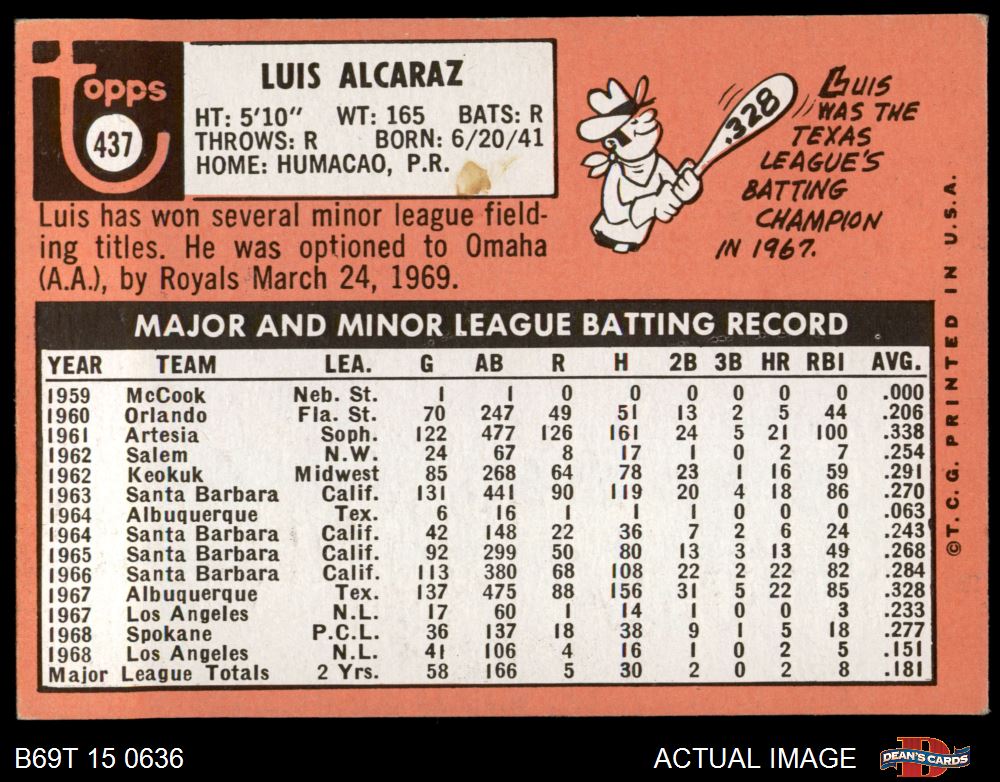 Topps
437
LUIS ALCARAZ
HT: 5'10" WT: 165 BATS: R
THROWS: R BORN: 6/20/41
HOME: HUMACAO, P.R.
Luis has won several minor league field-
ing titles. He was optioned to Omaha
(A.A.), by Royals March 24, 1969.
.328
LUIS
WAS THE
TEXAS
LEAGUE'S
BATTING
CHAMPION
IN 1967.
MAJOR AND MINOR LEAGUE BATTING RECORD
YEAR TEAM LEA. G AB R H 2B 3B HR RBI AVG.
1959 McCook Neb. St. 1 1 0 0 0 0 0 0 .000
1960 Orlando Fla. St. 70 247 49 51 13 2 5 44 .206
1961 Artesia Soph. 122 477 126 161 24 5 21 100 .338
1962 Salem N.W. 24 67 8 17 1 0 2 7 .254
1962 Keokuk Midwest 85 268 64 78 23 1 16 59 .291
1963 Santa Barbara Calif. 131 441 90 119 20 4 18 86 .270
1964 Albuquerque Tex. 6 16 1 1 1 0 0 0 .063
1964 Santa Barbara Calif. 42 148 22 36 7 2 6 24 .243
1965 Santa Barbara Calif. 92 299 50 80 13 3 13 49 .268
1966 Santa Barbara Calif. 113 380 68 108 22 2 22 82 .284
1967 Albuquerque Tex. 137 475 88 156 31 5 22 85 .328
1967 Los Angeles N.L. 17 60 1 14 1 0 0 3 .233
1968 Spokane P.C.L. 36 137 18 38 9 1 5 18 .277
1968 Los Angeles N.L. 41 106 4 16 1 0 2 5 .151
Major League Totals 2 Yrs. 58 166 5 30 2 0 2 8 .181
©T.C.G. PRINTED IN U.S.A.
B69T 15 0636
ACTUAL IMAGE
DEAN'S CARDS